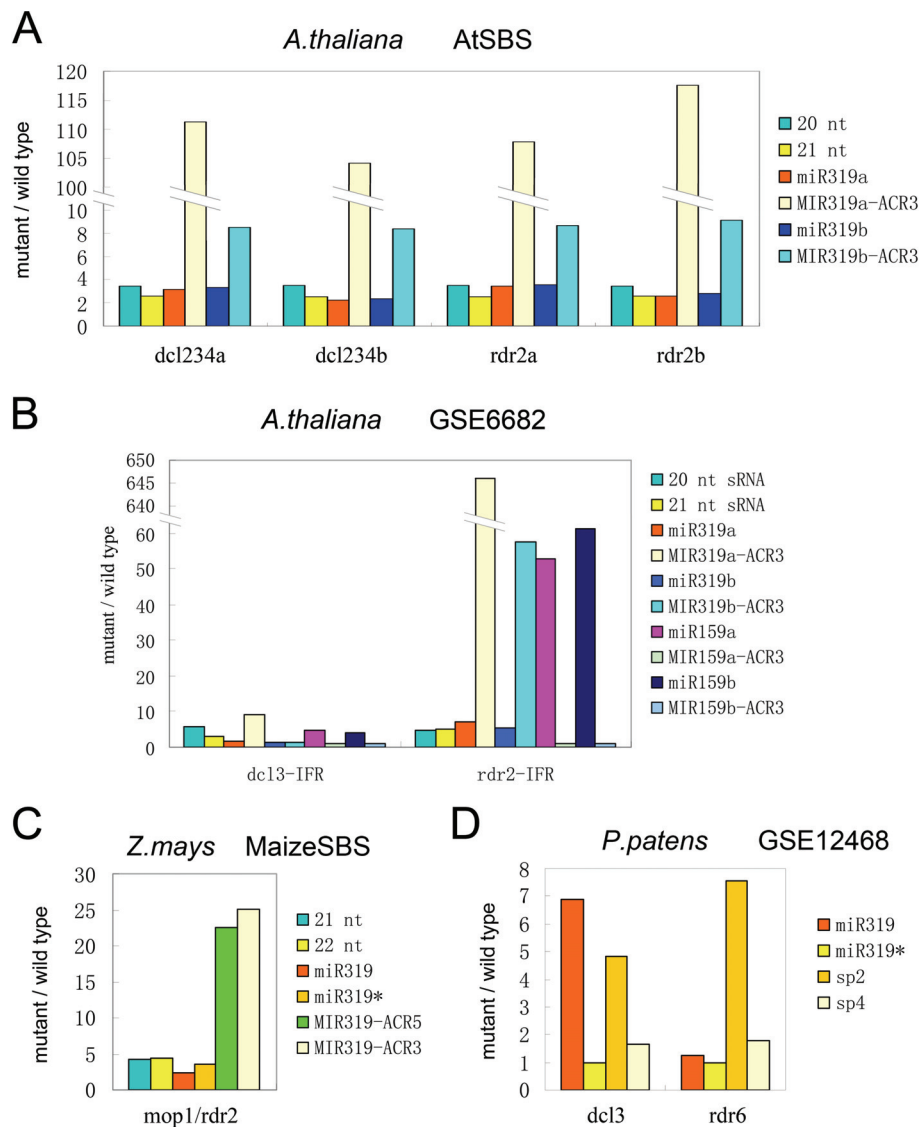 A
A.thaliana AtSBS
mutant / wild type
120
115
110
105
100
10
8
6
4
2
0
dcl234a
dcl234b
rdr2a
rdr2b
20 nt
21 nt
miR319a
MIR319a-ACR3
miR319b
MIR319b-ACR3
B
A.thaliana GSE6682
mutant / wild type
650
645
640
60
50
40
30
20
10
0
dcl3-IFR
rdr2-IFR
20 nt sRNA
21 nt sRNA
miR319a
MIR319a-ACR3
miR319b
MIR319b-ACR3
miR159a
MIR159a-ACR3
miR159b
MIR159b-ACR3
C
Z.mays MaizeSBS
mutant / wild type
30
25
20
15
10
5
0
mop1/rdr2
21 nt
22 nt
miR319
miR319*
MIR319-ACR5
MIR319-ACR3
D
P.patens GSE12468
mutant / wild type
8
7
6
5
4
3
2
1
0
dcl3
rdr6
miR319
miR319*
sp2
sp4